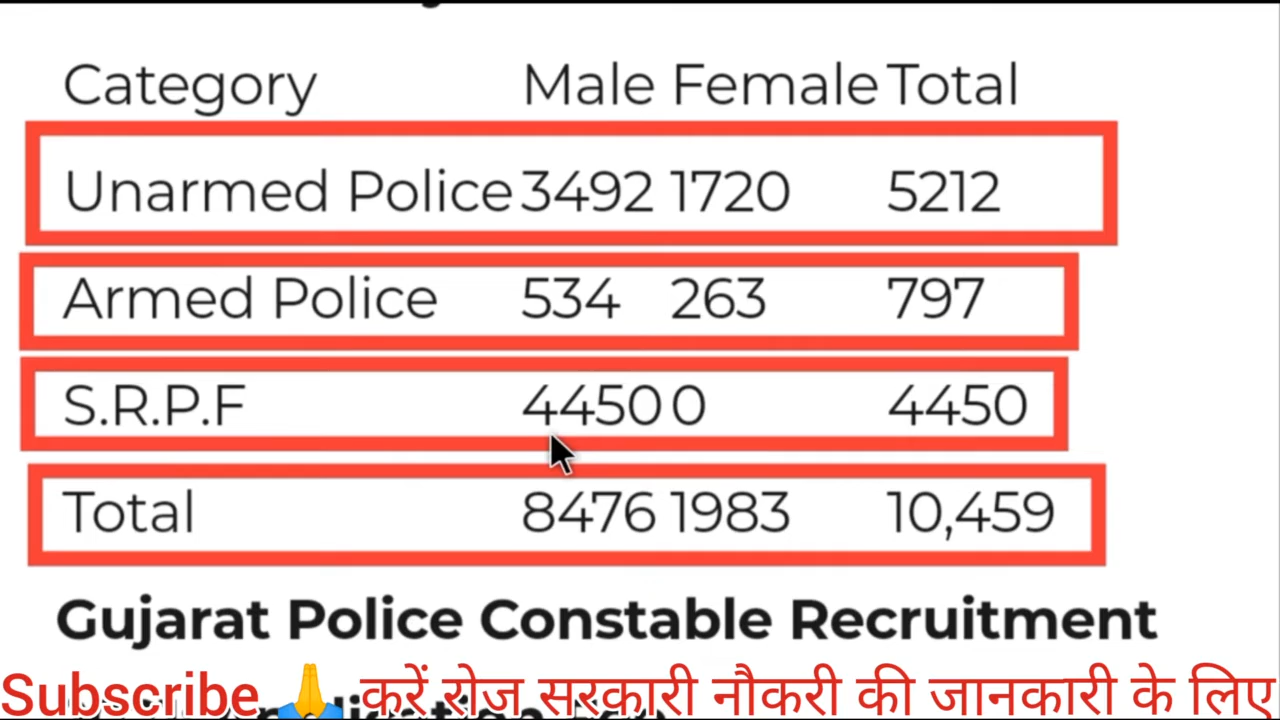 Category Male Female Total
Unarmed Police 3492 1720 5212
Armed Police 534 263 797
S.R.P.F 4450 0 4450
Total 8476 1983 10,459
Gujarat Police Constable Recruitment
Subscribe 🙏 करें रोज सरकारी नौकरी की जानकारी के लिए